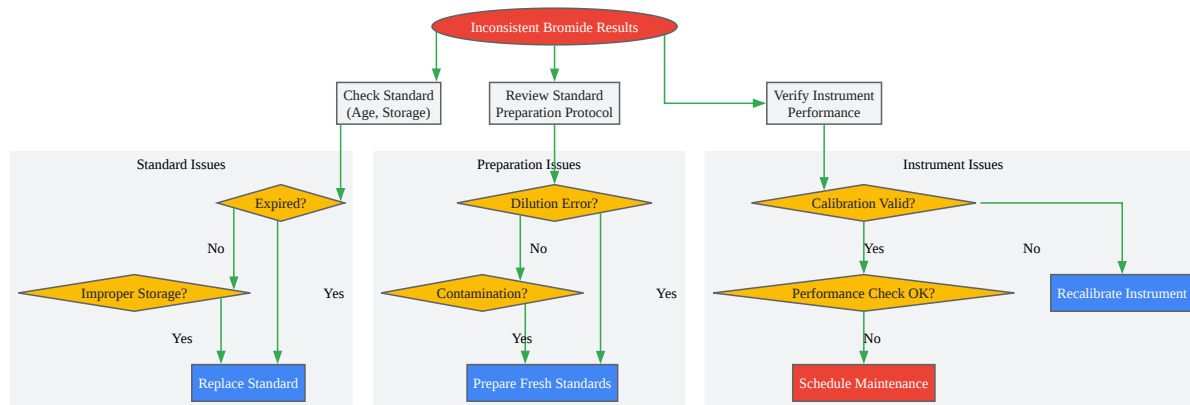 Inconsistent Bromide Results
Check Standard
(Age, Storage)
Review Standard
Preparation Protocol
Verify Instrument
Performance
Standard Issues
Preparation Issues
Instrument Issues
Expired?
Dilution Error?
Calibration Valid?
No
No
Yes
No
Improper Storage?
Yes
Contamination?
Yes
Performance Check OK?
Recalibrate Instrument
Yes
Yes
No
Replace Standard
Prepare Fresh Standards
Schedule Maintenance